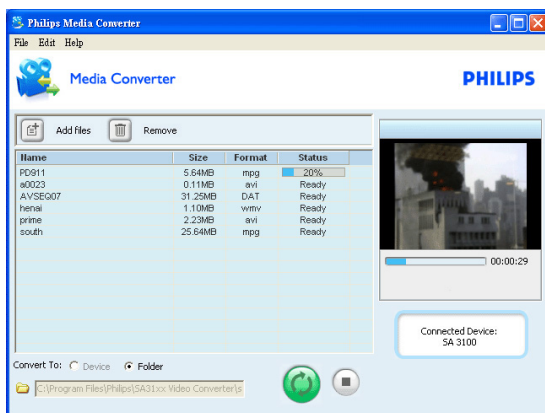 Philips Media Converter
File Edit Help
Media Converter
PHILIPS
Add files Remove
Name Size Format Status
PD911 5.64MB mpg 20%
a0023 0.11MB avi Ready
AVSEQ07 31.25MB DAT Ready
henai 1.10MB wmv Ready
prime 2.23MB avi Ready
south 25.64MB mpg Ready
00:00:29
Connected Device:
SA 3100
Convert To: Device Folder
C:\Program Files\Philips\SA31xx Video Converter\s